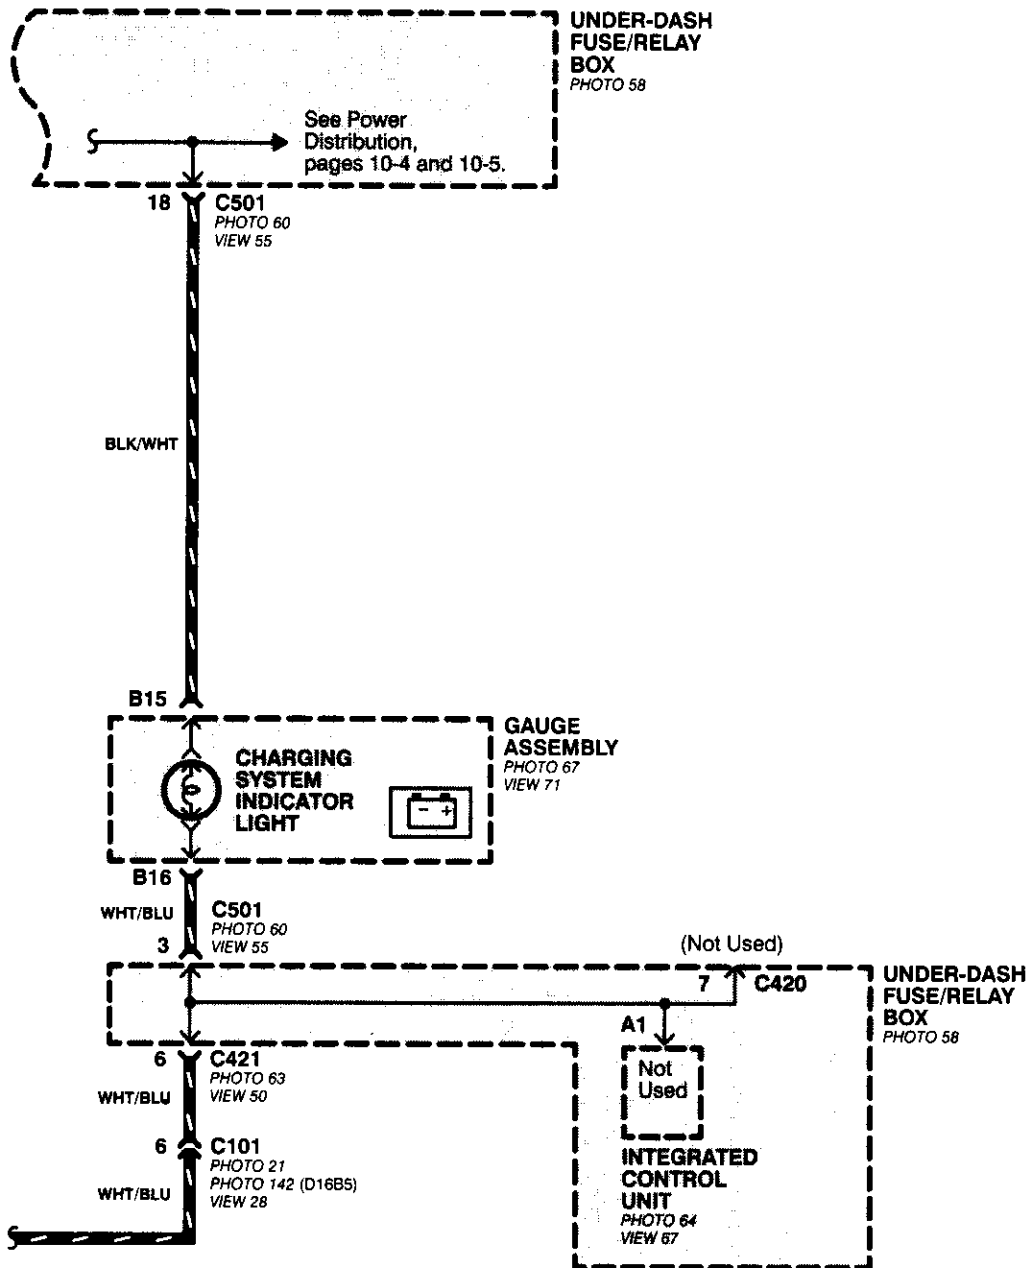 UNDER-DASH
FUSE/RELAY
BOX
PHOTO 58
See Power
Distribution,
pages 10-4 and 10-5.
18
C501
PHOTO 60
VIEW 55
BLK/WHT
B15
GAUGE
ASSEMBLY
PHOTO 67
VIEW 71
CHARGING
SYSTEM
INDICATOR
LIGHT
- +
B16
WHT/BLU
C501
PHOTO 60
VIEW 55
3
(Not Used)
7
C420
UNDER-DASH
FUSE/RELAY
BOX
PHOTO 58
A1
Not
Used
6
C421
PHOTO 63
VIEW 50
WHT/BLU
6
C101
PHOTO 21
PHOTO 142 (D16B5)
VIEW 28
WHT/BLU
INTEGRATED
CONTROL
UNIT
PHOTO 64
VIEW 67